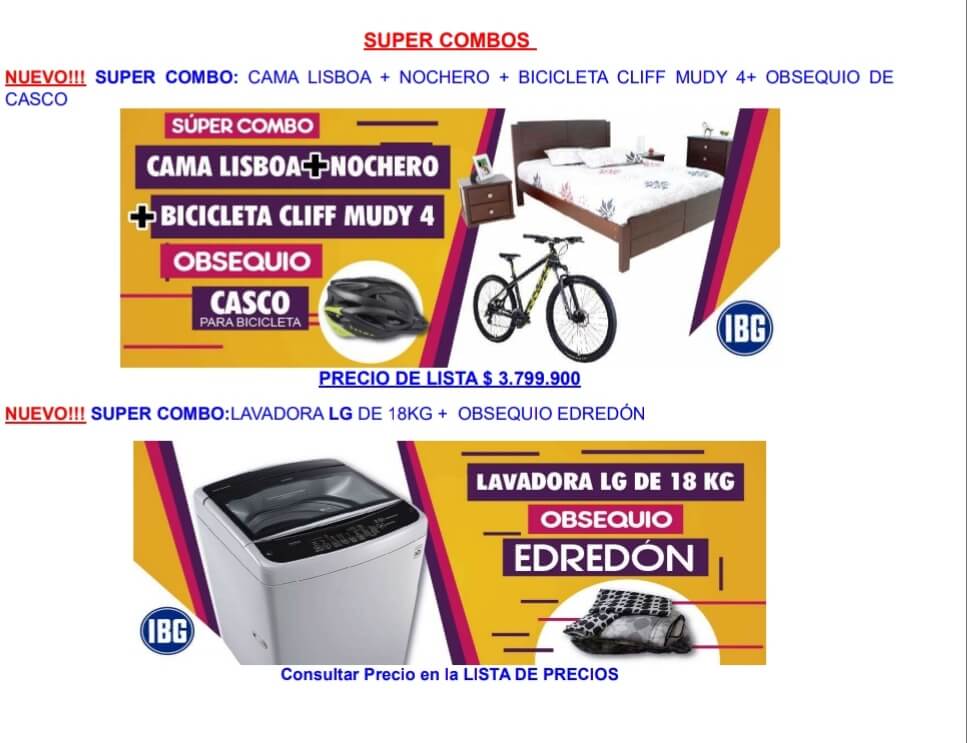 SUPER COMBOS
NUEVO!!! SUPER COMBO: CAMA LISBOA + NOCHERO + BICICLETA CLIFF MUDY 4+ OBSEQUIO DE
CASCO
SÚPER COMBO
CAMA LISBOA+NOCHERO
+BICICLETA CLIFF MUDY 4
OBSEQUIO
CASCO
PARA BICICLETA
IBG
PRECIO DE LISTA $ 3.799.900
NUEVO!!! SUPER COMBO:LAVADORA LG DE 18KG + OBSEQUIO EDREDÓN
LAVADORA LG DE 18 KG
OBSEQUIO
EDREDÓN
IBG
Consultar Precio en la LISTA DE PRECIOS